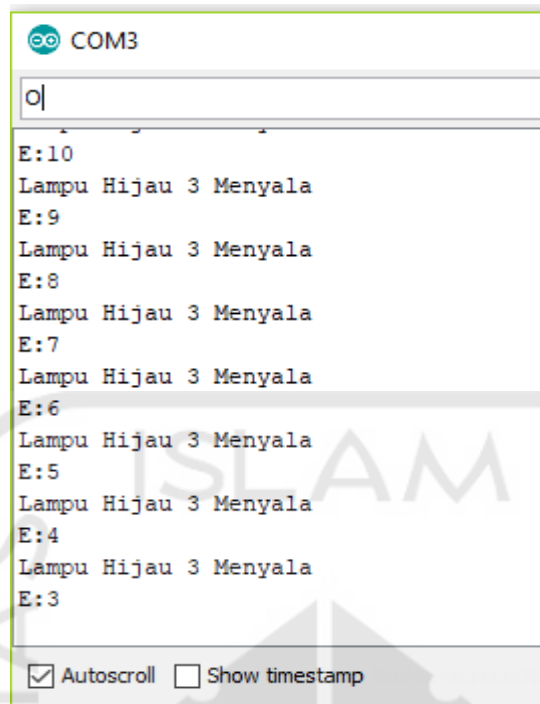 COM3
O
E:10
Lampu Hijau 3 Menyala
E:9
Lampu Hijau 3 Menyala
E:8
Lampu Hijau 3 Menyala
E:7
Lampu Hijau 3 Menyala
E:6
Lampu Hijau 3 Menyala
E:5
Lampu Hijau 3 Menyala
E:4
Lampu Hijau 3 Menyala
E:3
ISLAM
Autoscroll
Show timestamp